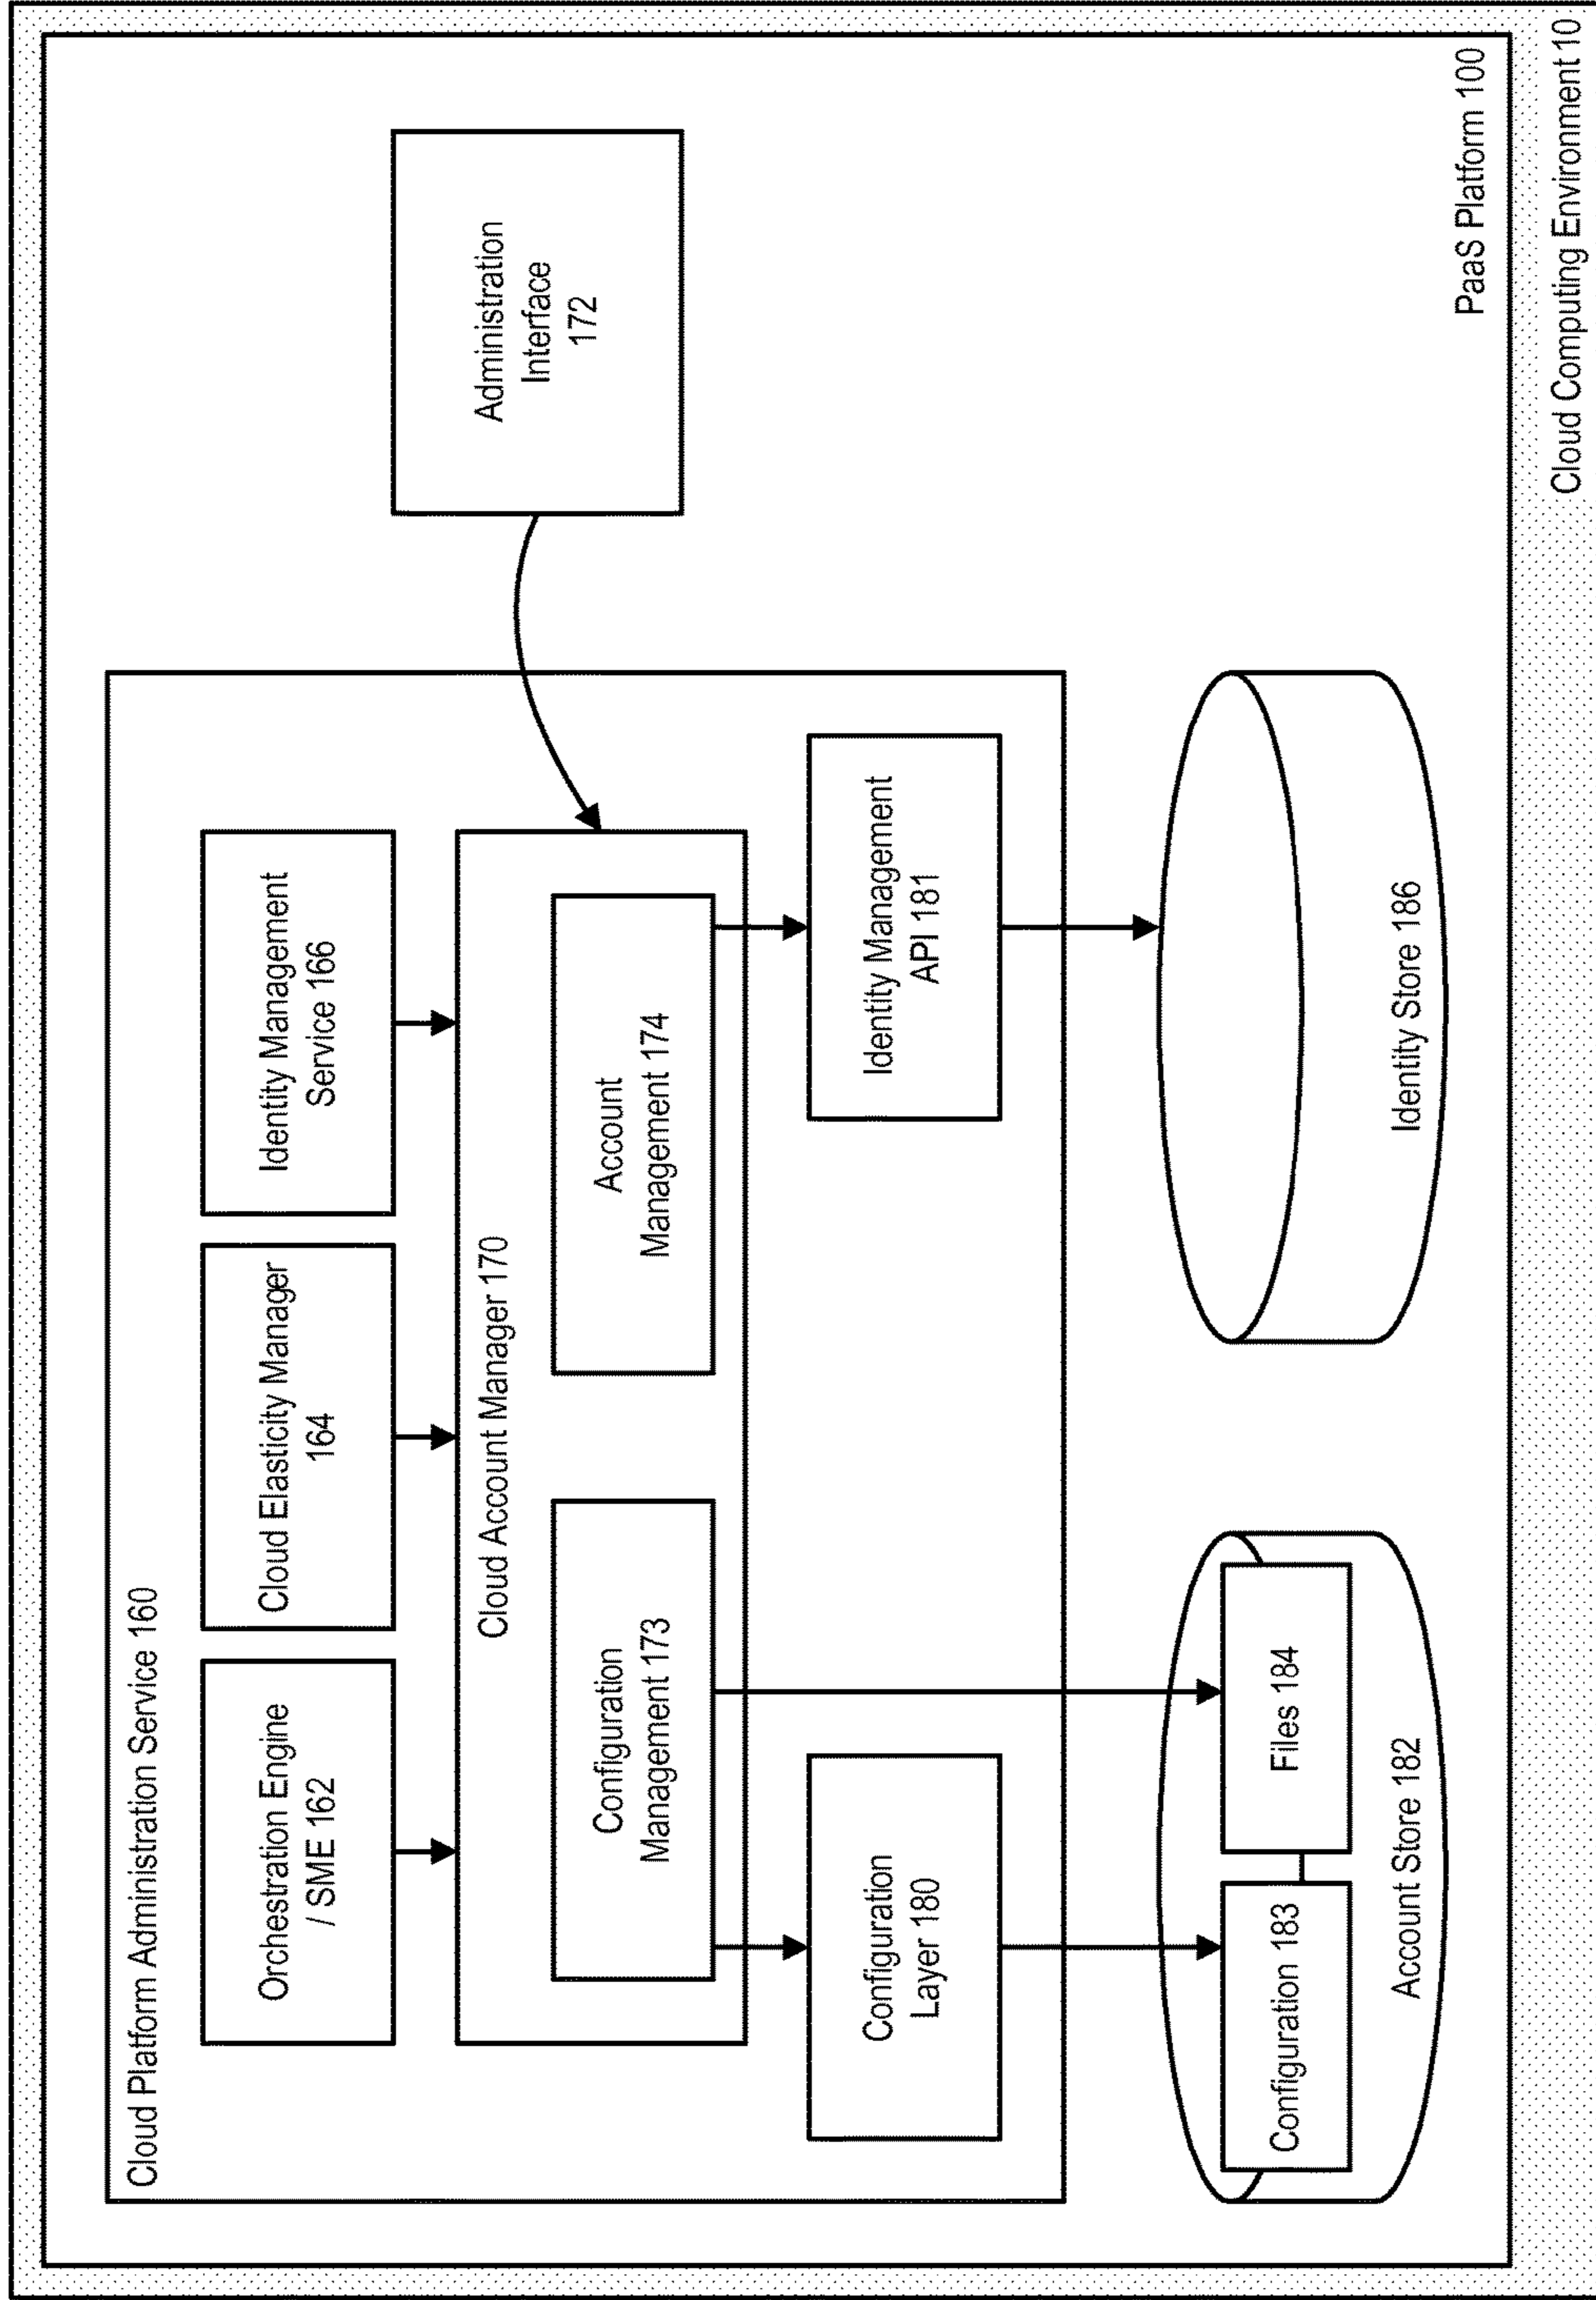 Cloud Platform Administration Service 160
Orchestration Engine
/ SME 162
Cloud Elasticity Manager
164
Identity Management
Service 166
Cloud Account Manager 170
Administration
Interface
172
Configuration
Management 173
Account
Management 174
Configuration
Layer 180
Identity Management
API 181
Configuration 183
Files 184
Account Store 182
Identity Store 186
PaaS Platform 100
Cloud Computing Environment 10